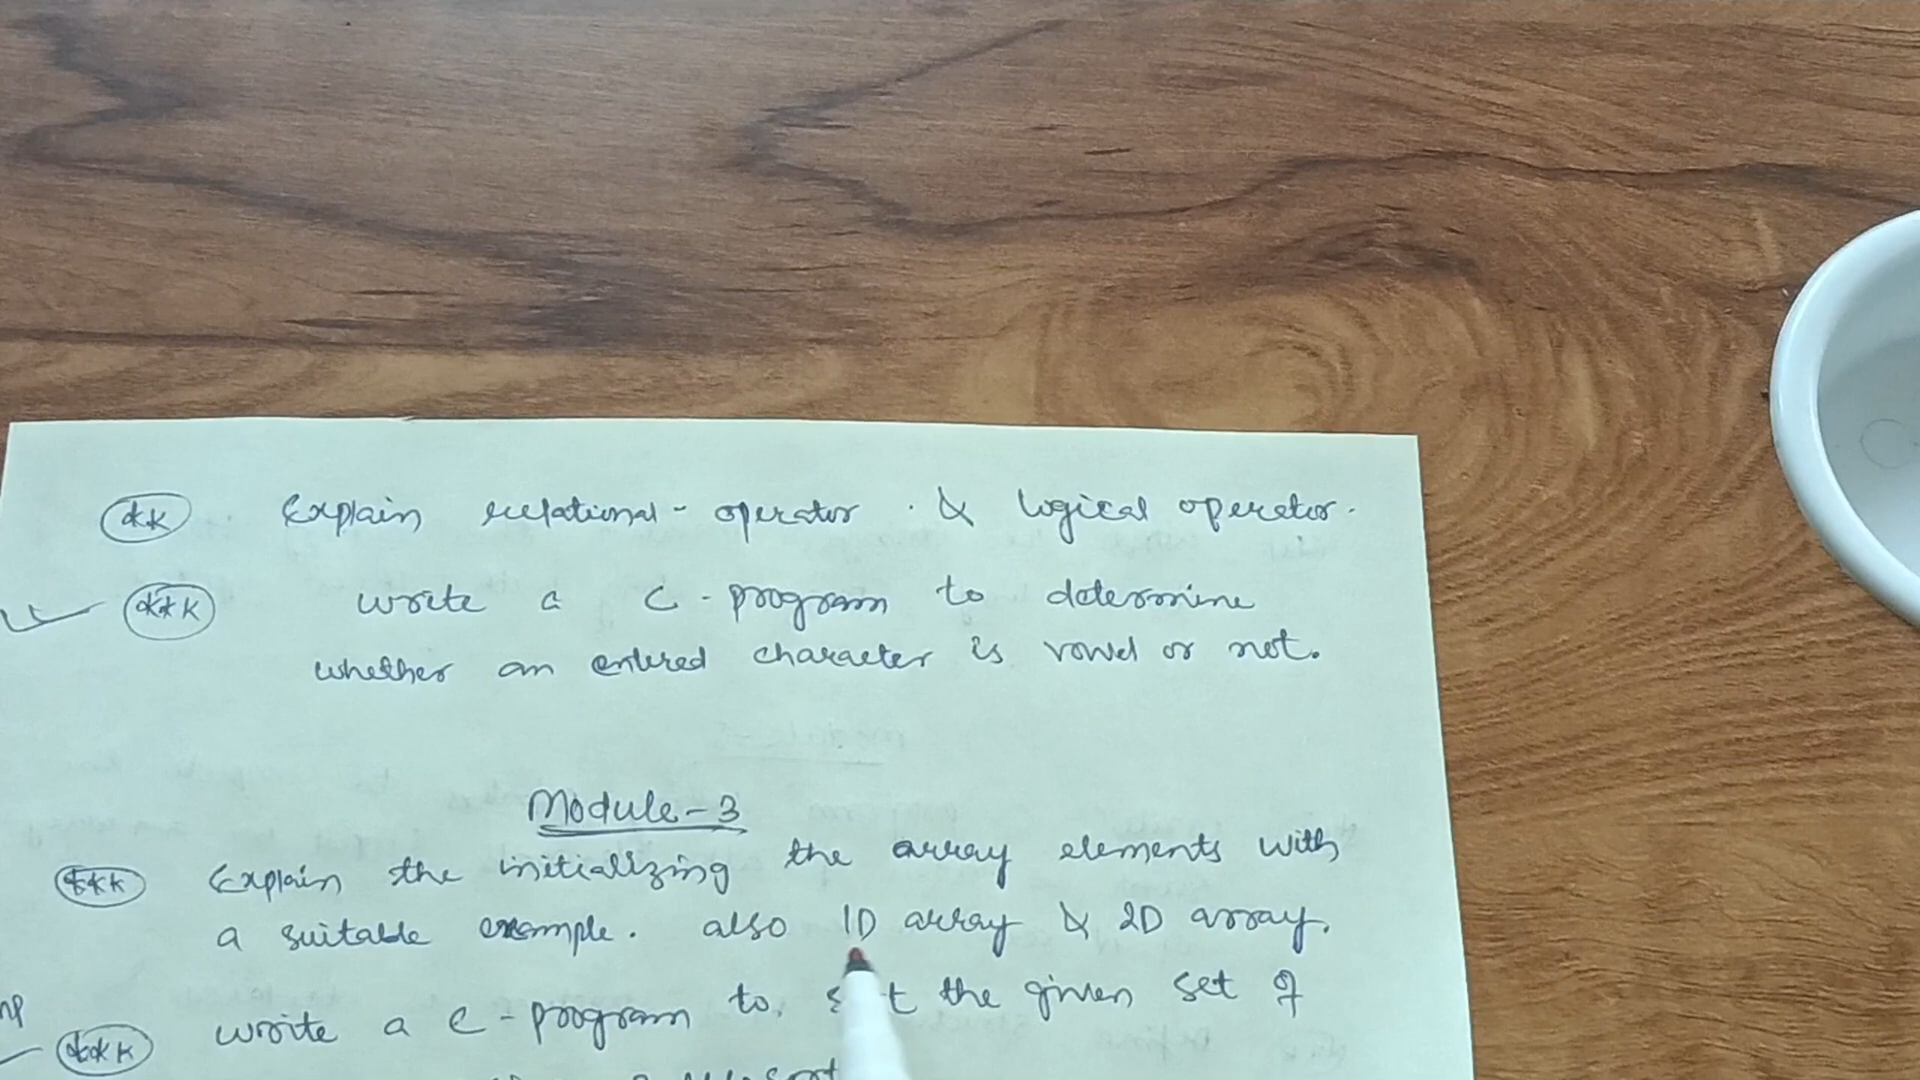 ** Explain relational - operator. & logical operator.
*** write a C - program to determine
whether an entered character is vowel or not.
Module - 3
*** Explain the initializing the array elements with
a suitable example. also 1D array & 2D array.
*** write a C - program to the given set of